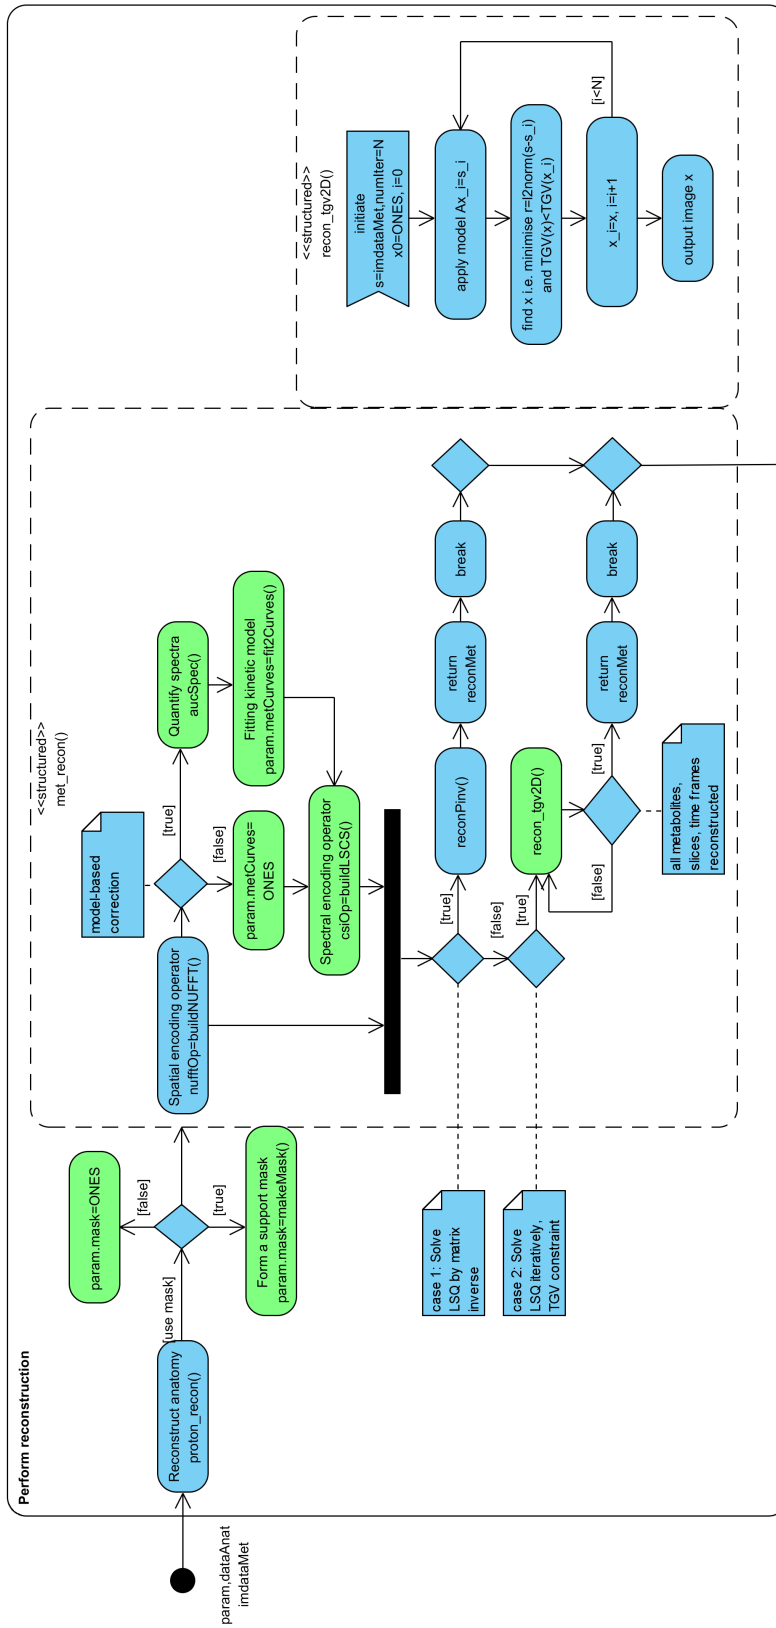 Perform reconstruction
param,dataAnat
imdataMet
Reconstruct anatomy
proton_recon()
[use mask]
[false]
param.mask=ONES
[true]
Form a support mask
param.mask=makeMask()
<<structured>>
met_recon()
Spatial encoding operator
nufftOp=buildNUFFT()
model-based
correction
[true]
Quantify spectra
aucSpec()
Fitting kinetic model
param.metCurves=fit2Curves()
[false]
param.metCurves=
ONES
Spectral encoding operator
csiOp=buildLSCS()
case 1: Solve
LSQ by matrix
inverse
[true]
reconPinv()
return
reconMet
break
[false]
case 2: Solve
LSQ iteratively,
TGV constraint
[true]
recon_tgv2D()
[false]
[true]
return
reconMet
break
all metabolites,
slices, time frames
reconstructed
<<structured>>
recon_tgv2D()
initiate
s=imdataMet,numIter=N
x0=ONES, i=0
apply model Ax_i=s_i
find x i.e. minimise r=l2norm(s-s_i)
and TGV(x)<TGV(x_i)
x_i=x, i=i+1
[i<N]
output image x